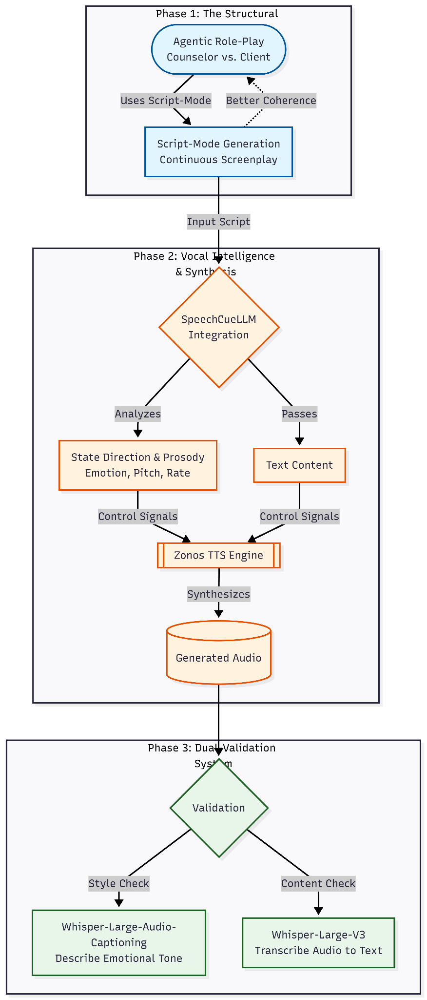 Phase 1: The Structural
Agentic Role-Play
Counselor vs. Client
Uses Script-Mode
Better Coherence
Script-Mode Generation
Continuous Screenplay
Input Script
Phase 2: Vocal Intelligence
& Synthesis
SpeechCueLLM
Integration
Analyzes
Passes
State Direction & Prosody
Emotion, Pitch, Rate
Text Content
Control Signals
Control Signals
Zonos TTS Engine
Synthesizes
Generated Audio
Phase 3: Dual Validation
System
Validation
Style Check
Content Check
Whisper-Large-Audio-
Captioning
Describe Emotional Tone
Whisper-Large-V3
Transcribe Audio to Text